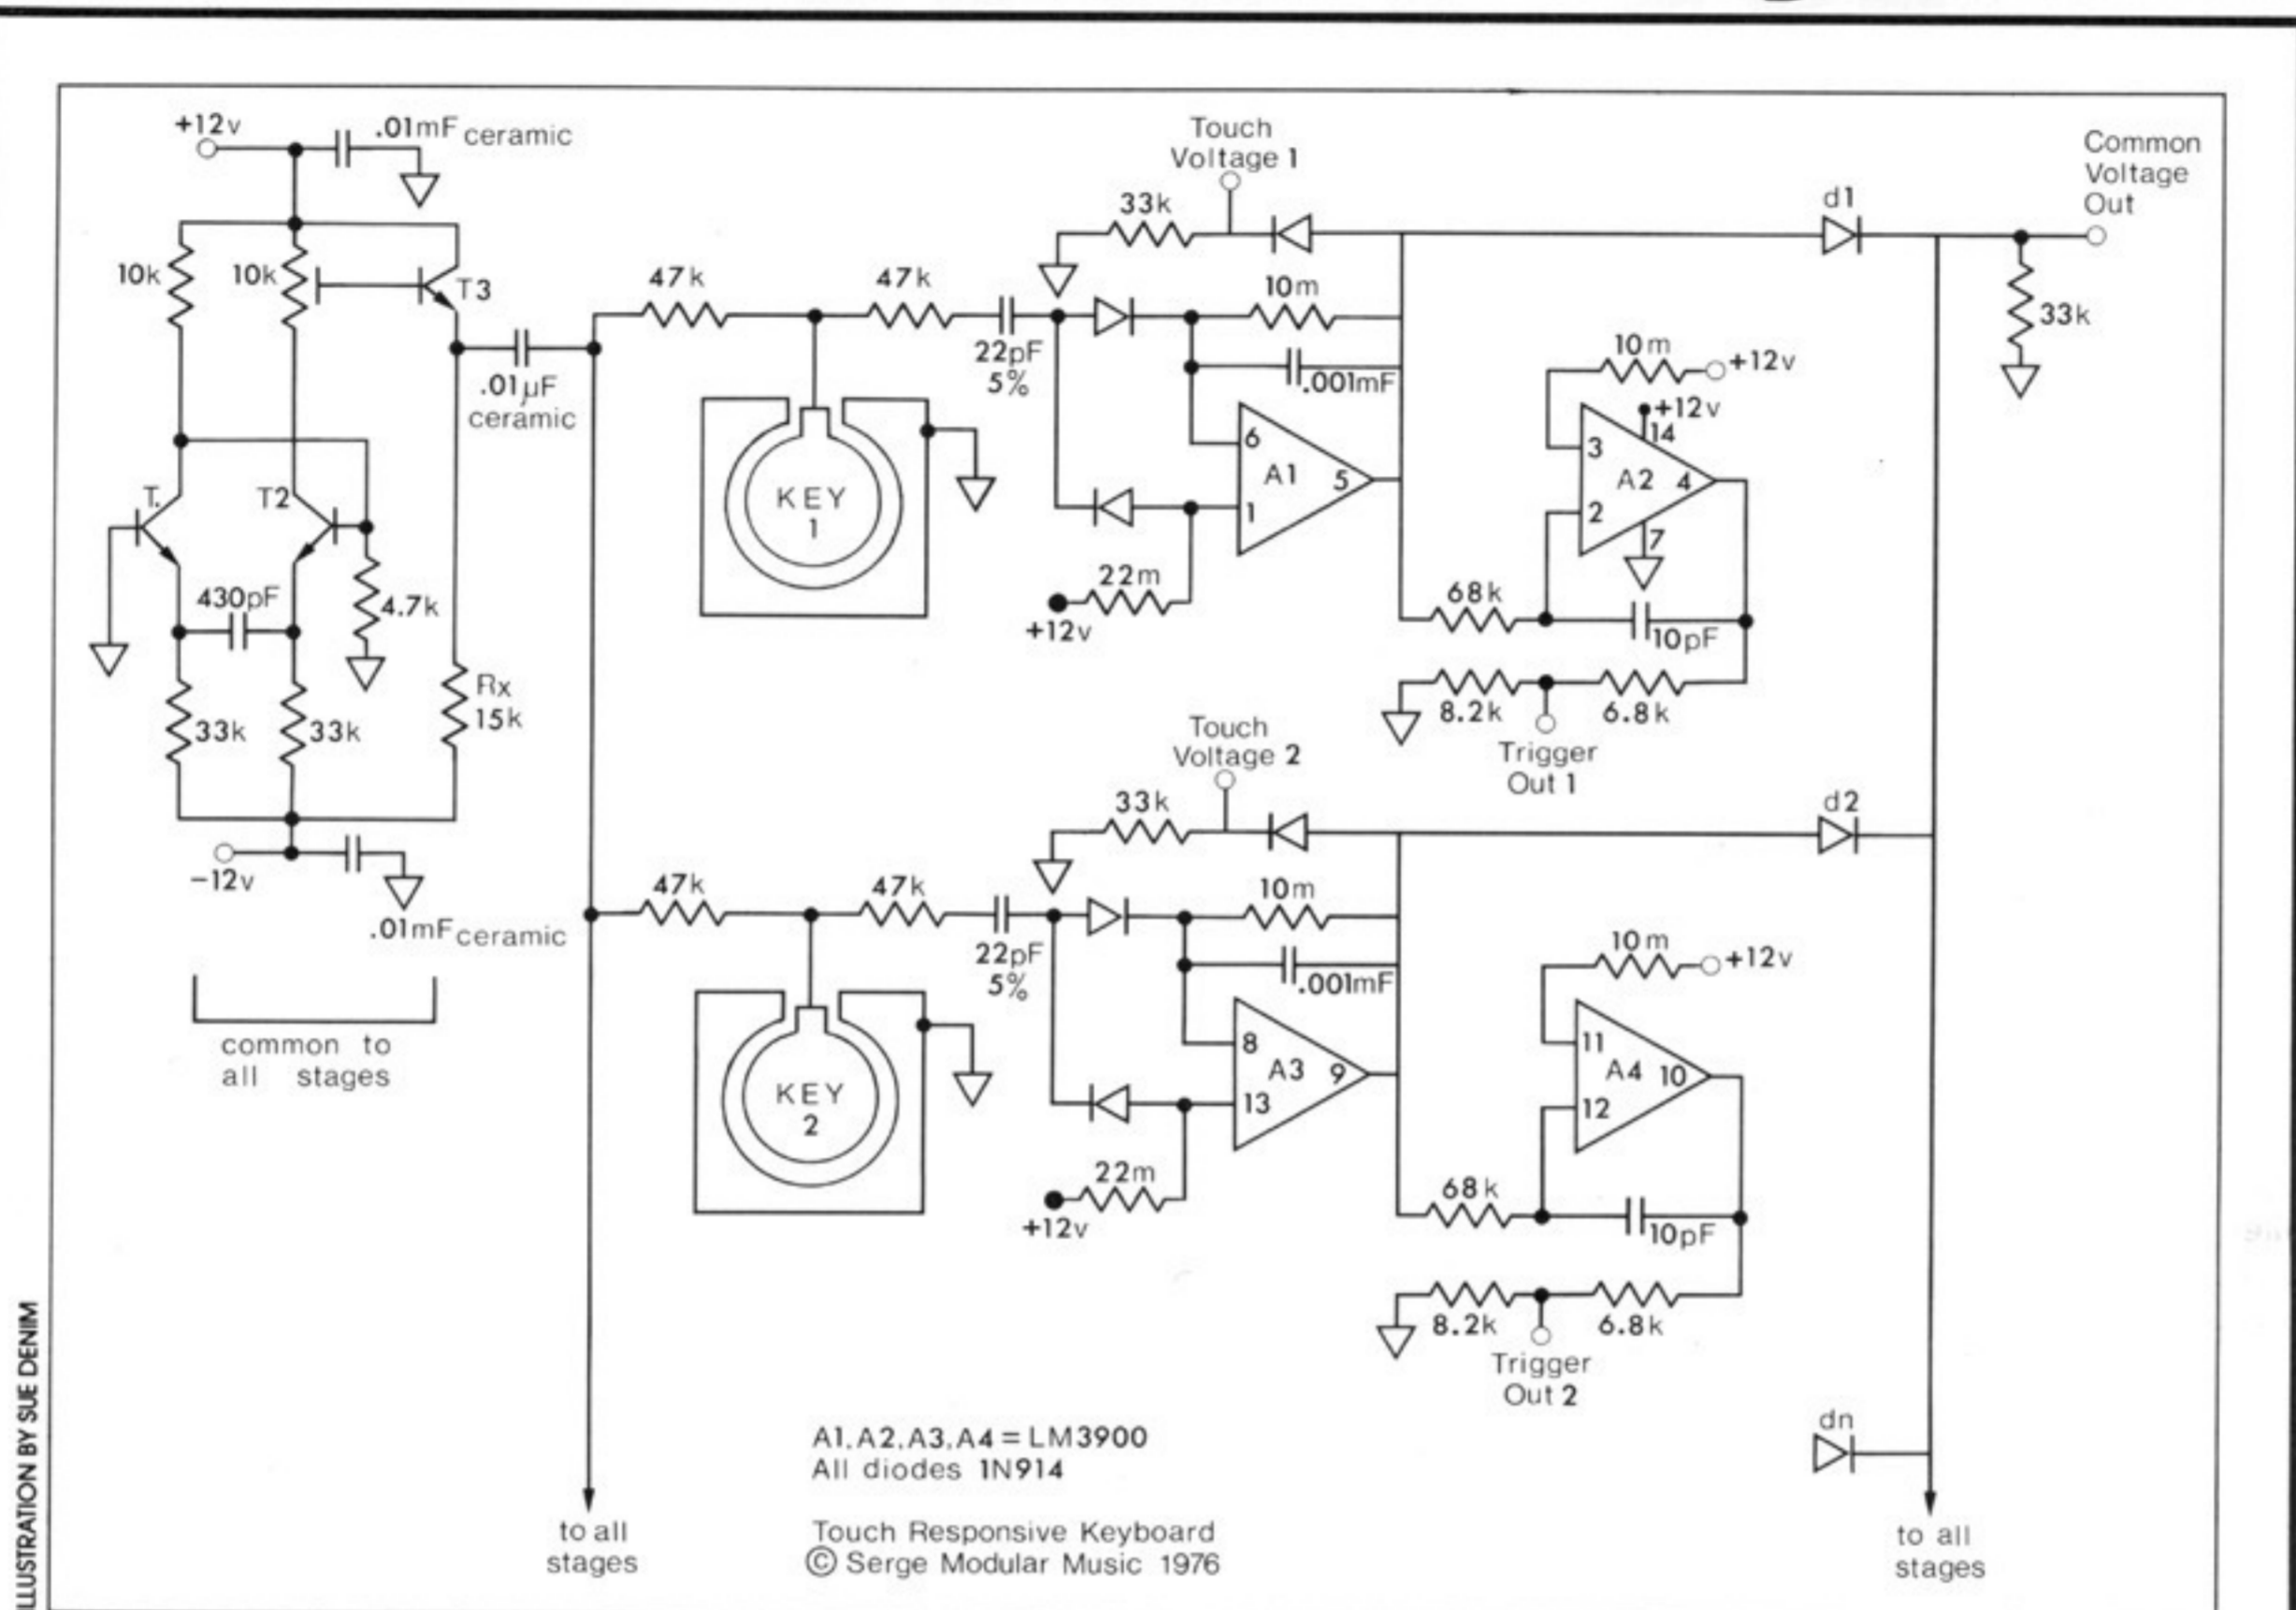 +12v
.01mF ceramic
10k
10k
T3
.01µF
ceramic
T.
T2
430pF
4.7k
33k
33k
Rx
15k
-12v
.01mF ceramic
common to
all stages
47k
47k
22pF
5%
KEY
1
Touch
Voltage 1
33k
10m
.001mF
6
A1
5
1
22m
+12v
10m
+12v
+12v
14
3
A2
4
2
7
68k
10pF
8.2k
6.8k
Trigger
Out 1
d1
Common
Voltage
Out
33k
47k
47k
22pF
5%
KEY
2
Touch
Voltage 2
33k
10m
.001mF
8
A3
9
13
22m
+12v
10m
+12v
11
A4
10
12
68k
10pF
8.2k
6.8k
Trigger
Out 2
d2
dn
to all
stages
A1,A2,A3,A4 = LM3900
All diodes 1N914
Touch Responsive Keyboard
© Serge Modular Music 1976
to all
stages
ILLUSTRATION BY SUE DENIM